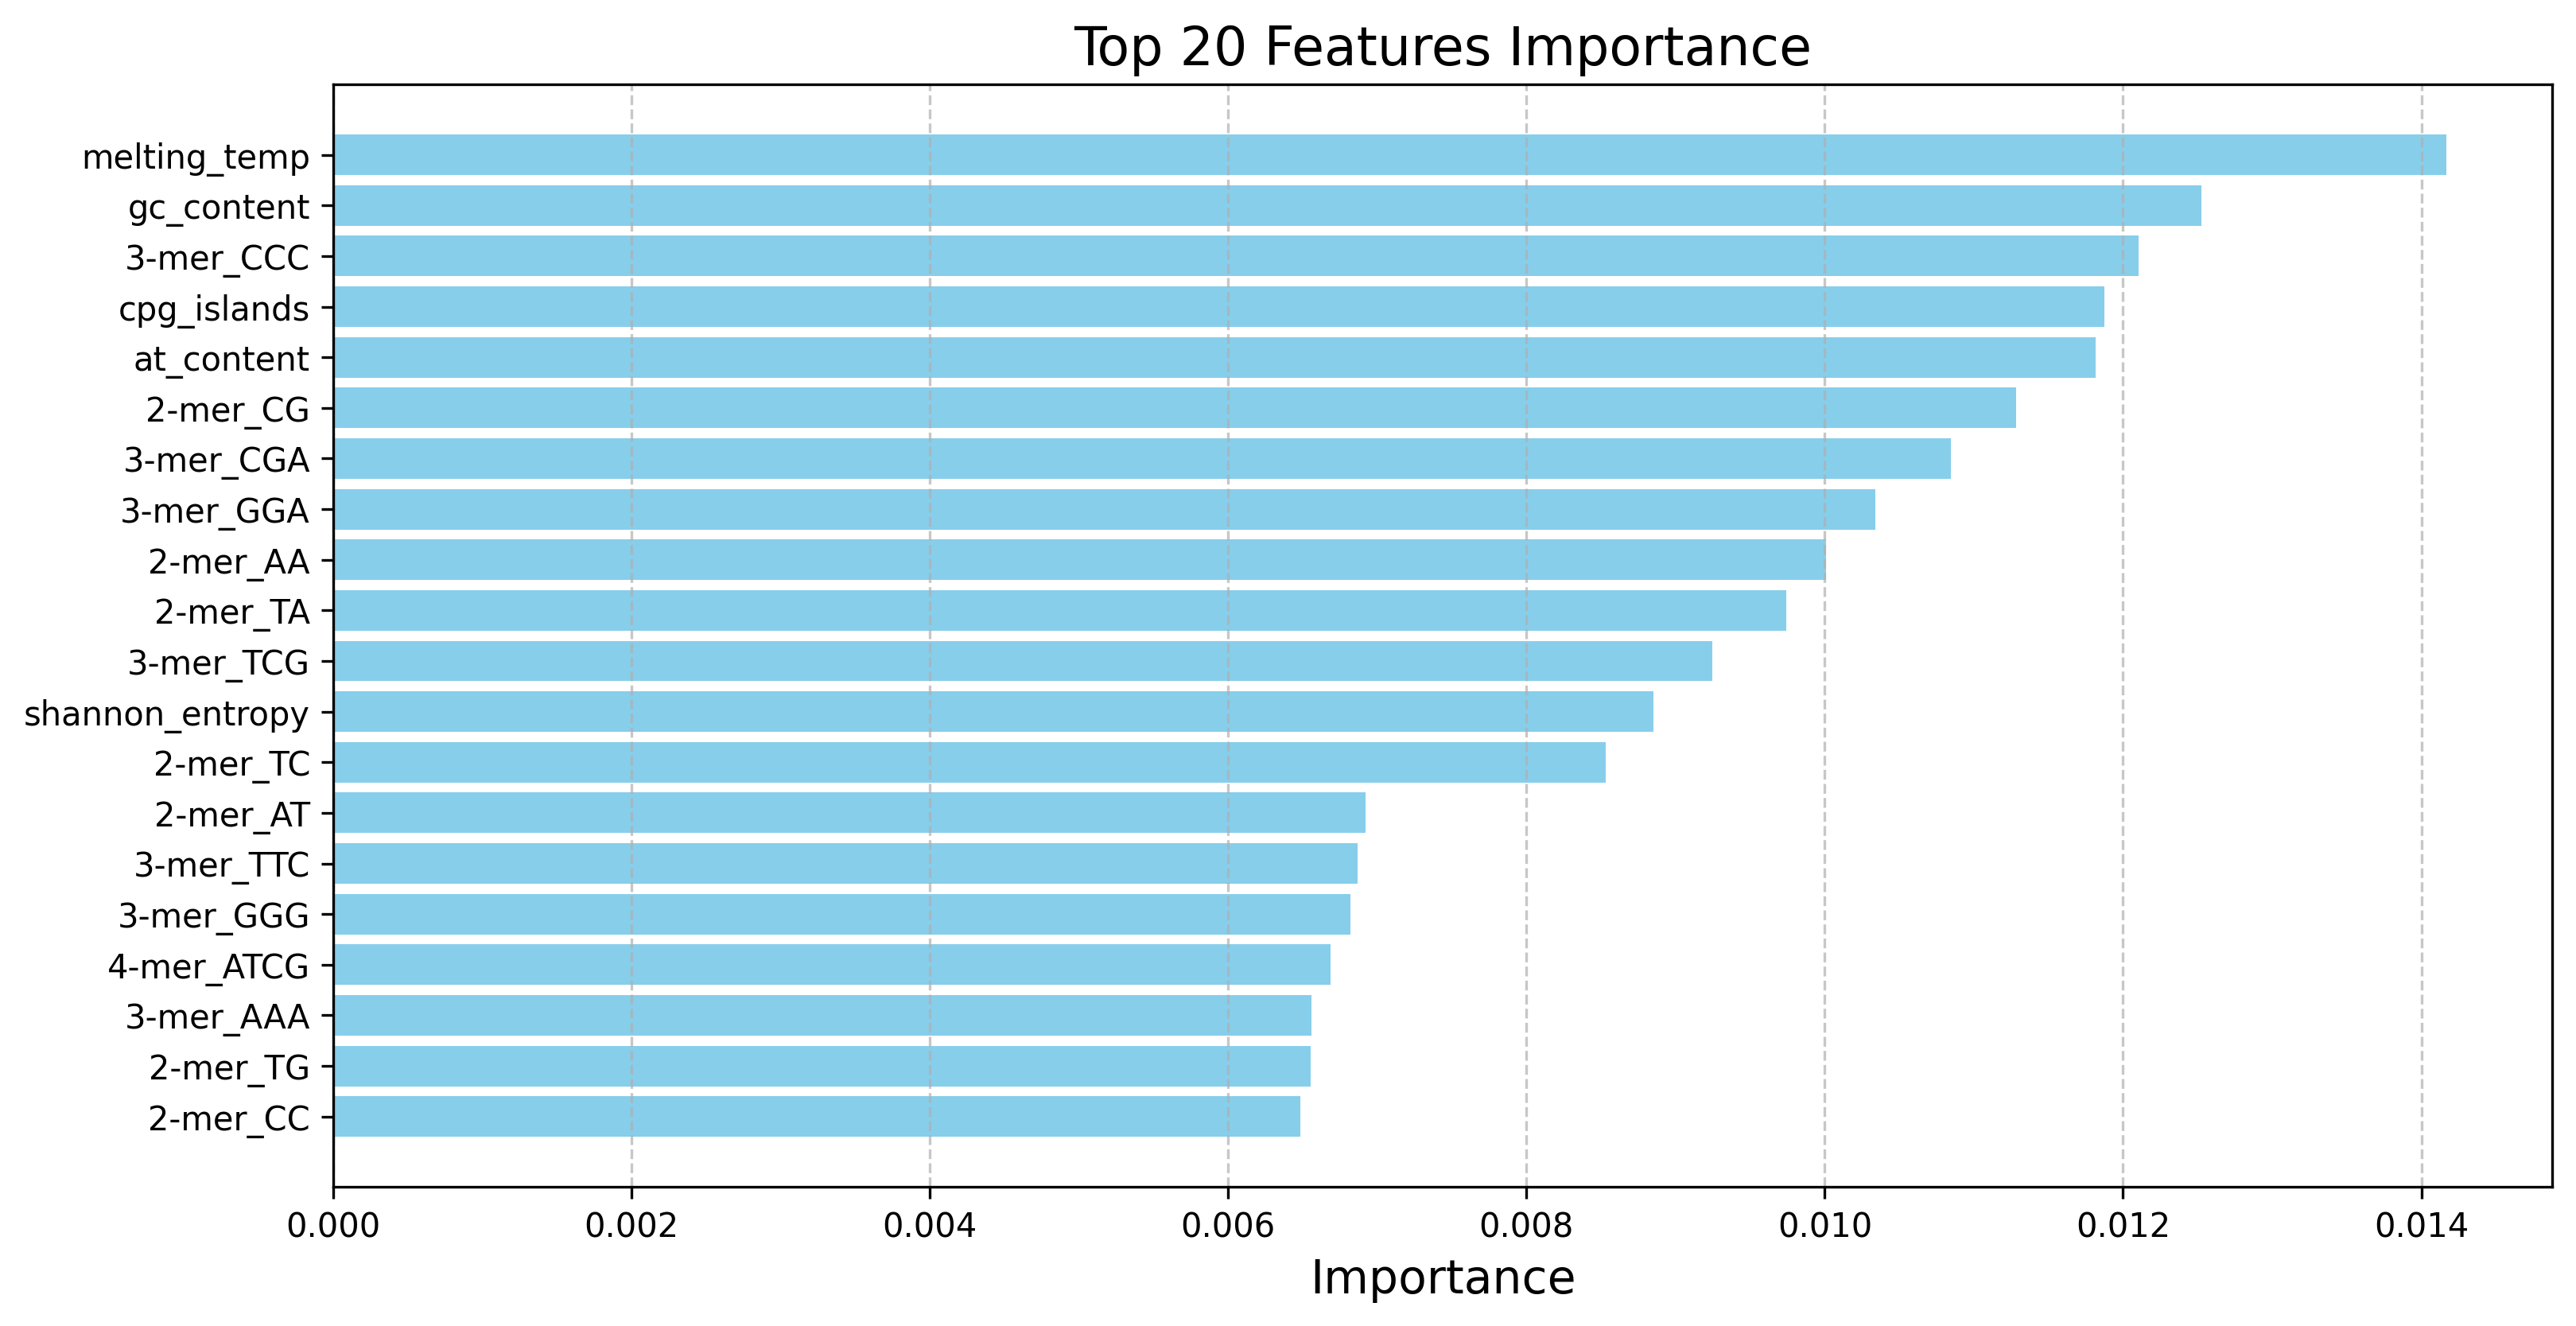 Top 20 Features Importance
melting_temp
gc_content
3-mer_CCC
cpg_islands
at_content
2-mer_CG
3-mer_CGA
3-mer_GGA
2-mer_AA
2-mer_TA
3-mer_TCG
shannon_entropy
2-mer_TC
2-mer_AT
3-mer_TTC
3-mer_GGG
4-mer_ATCG
3-mer_AAA
2-mer_TG
2-mer_CC
0.000 0.002 0.004 0.006 0.008 0.010 0.012 0.014
Importance